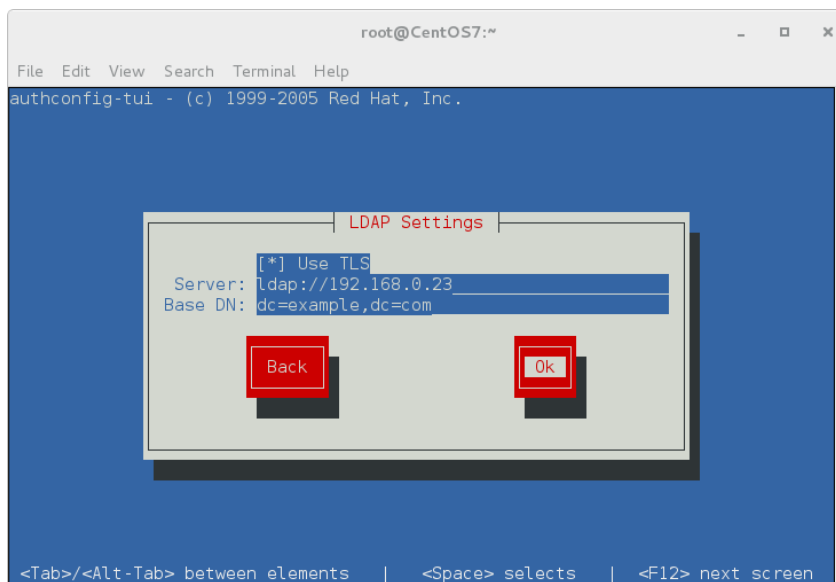 root@CentOS7:~
File Edit View Search Terminal Help
authconfig-tui - (c) 1999-2005 Red Hat, Inc.
LDAP Settings
[*] Use TLS
Server: ldap://192.168.0.23
Base DN: dc=example,dc=com
Back Ok
<Tab>/<Alt-Tab> between elements | <Space> selects | <F12> next screen